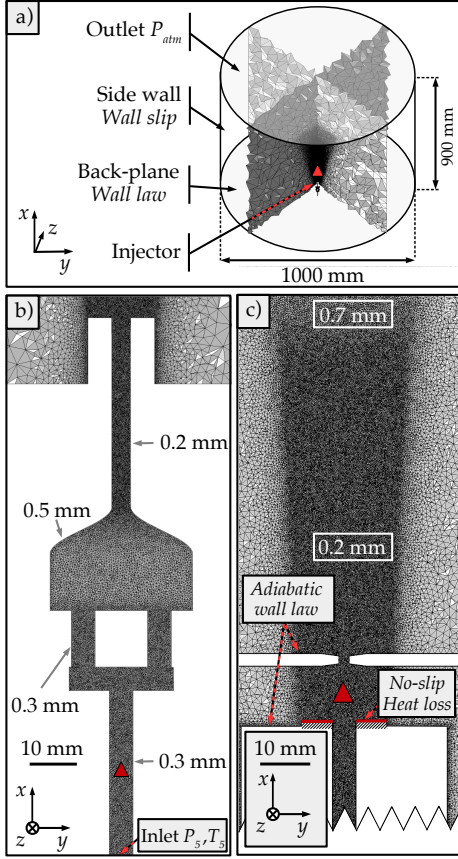 a)
Outlet P_atm
Side wall
Wall slip
Back-plane
Wall law
Injector
x
z
y
900 mm
1000 mm
b)
0.2 mm
0.5 mm
0.3 mm
0.3 mm
10 mm
x
z
y
Inlet P_5,T_5
c)
0.7 mm
0.2 mm
Adiabatic
wall law
No-slip
Heat loss
10 mm
x
z
y